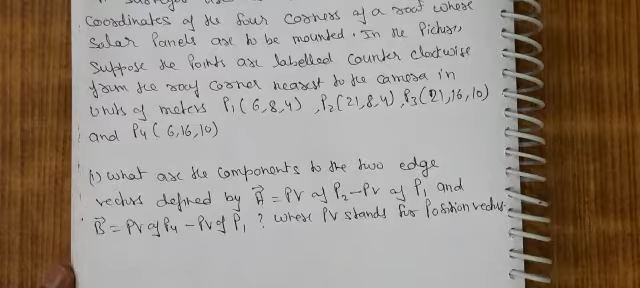 Coordinates of the four corners of a roof where
Solar Panels are to be mounted. In the Picture,
Suppose the Points are labelled Counter Clockwise
from the roof corner nearest to the camera in
units of meters P1(6,8,4), P2(21,8,4), P3(21,16,10)
and P4(6,16,10)
(1) what are the components to the two edge
vectors defined by A⃗ = PV of P2 - PV of P1 and
B⃗ = PV of P4 - PV of P1 ? where PV stands for Position vector.